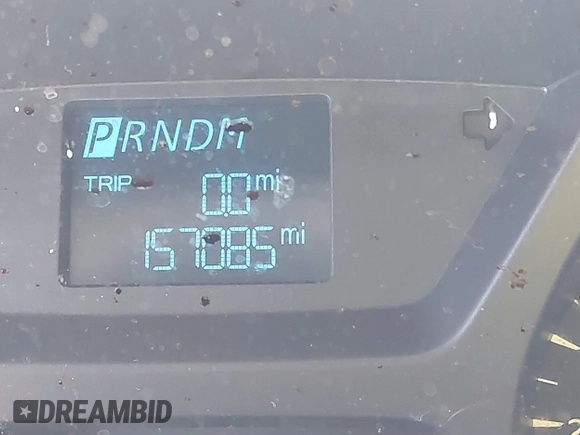 PRNDM
TRIP 0.0 mi
157085 mi
DREAMBID